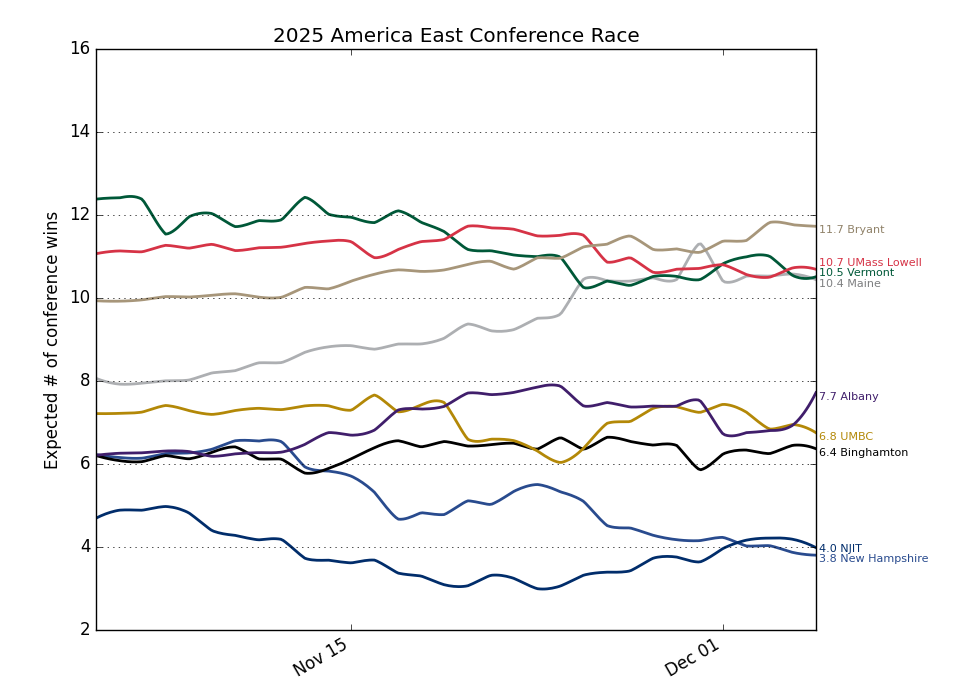 2025 America East Conference Race
Expected # of conference wins
16
14
12
10
8
6
4
2
Nov 15
Dec 01
11.7 Bryant
10.7 UMass Lowell
10.5 Vermont
10.4 Maine
7.7 Albany
6.8 UMBC
6.4 Binghamton
4.0 NJIT
3.8 New Hampshire